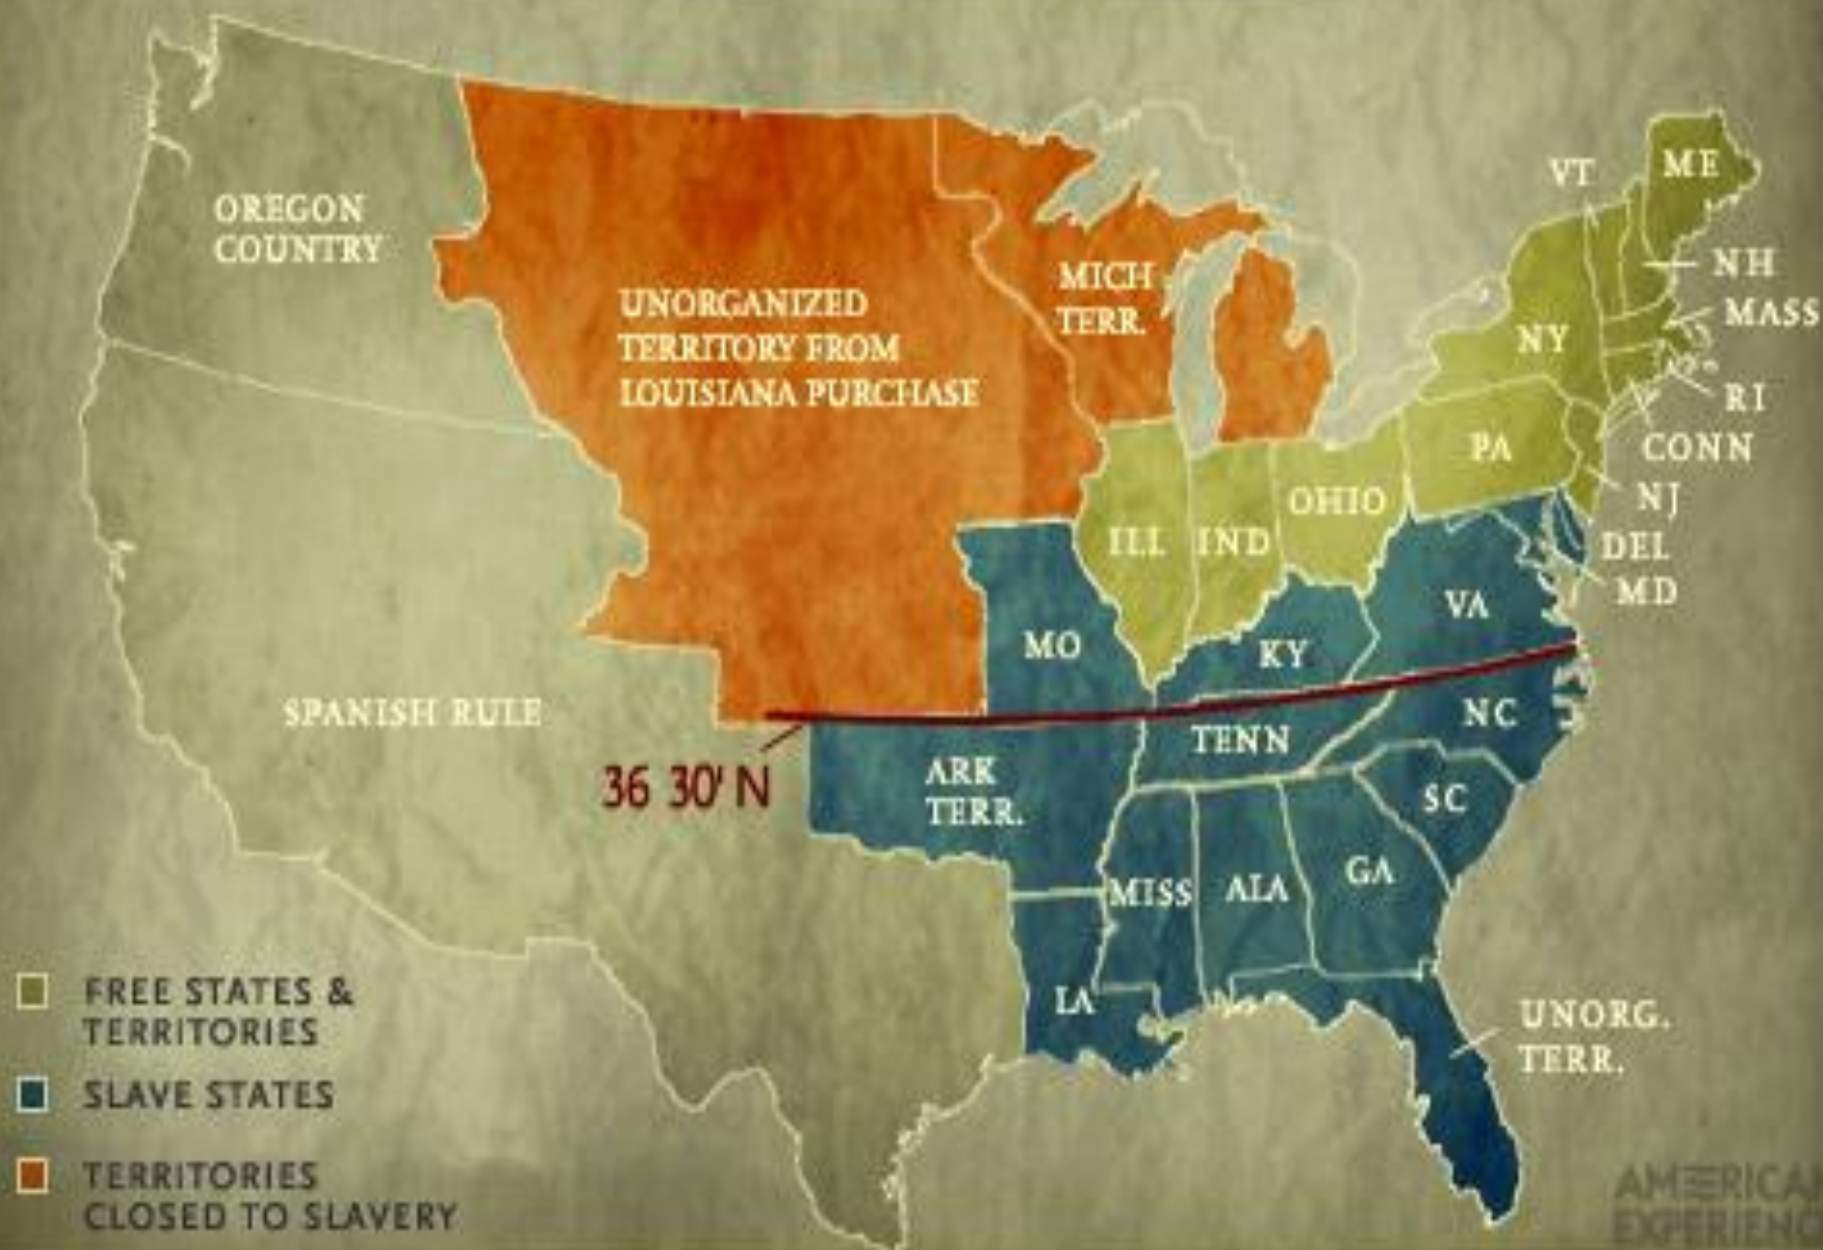 OREGON
COUNTRY
UNORGANIZED
TERRITORY FROM
LOUISIANA PURCHASE
MICH
TERR.
VT
ME
NH
MASS
NY
RI
CONN
PA
NJ
DEL
MD
ILL
IND
OHIO
VA
MO
KY
SPANISH RULE
36 30' N
TENN
NC
ARK
TERR.
SC
MISS
ALA
GA
LA
UNORG.
TERR.
FREE STATES &
TERRITORIES
SLAVE STATES
TERRITORIES
CLOSED TO SLAVERY
AMERICAN
EXPERIENC